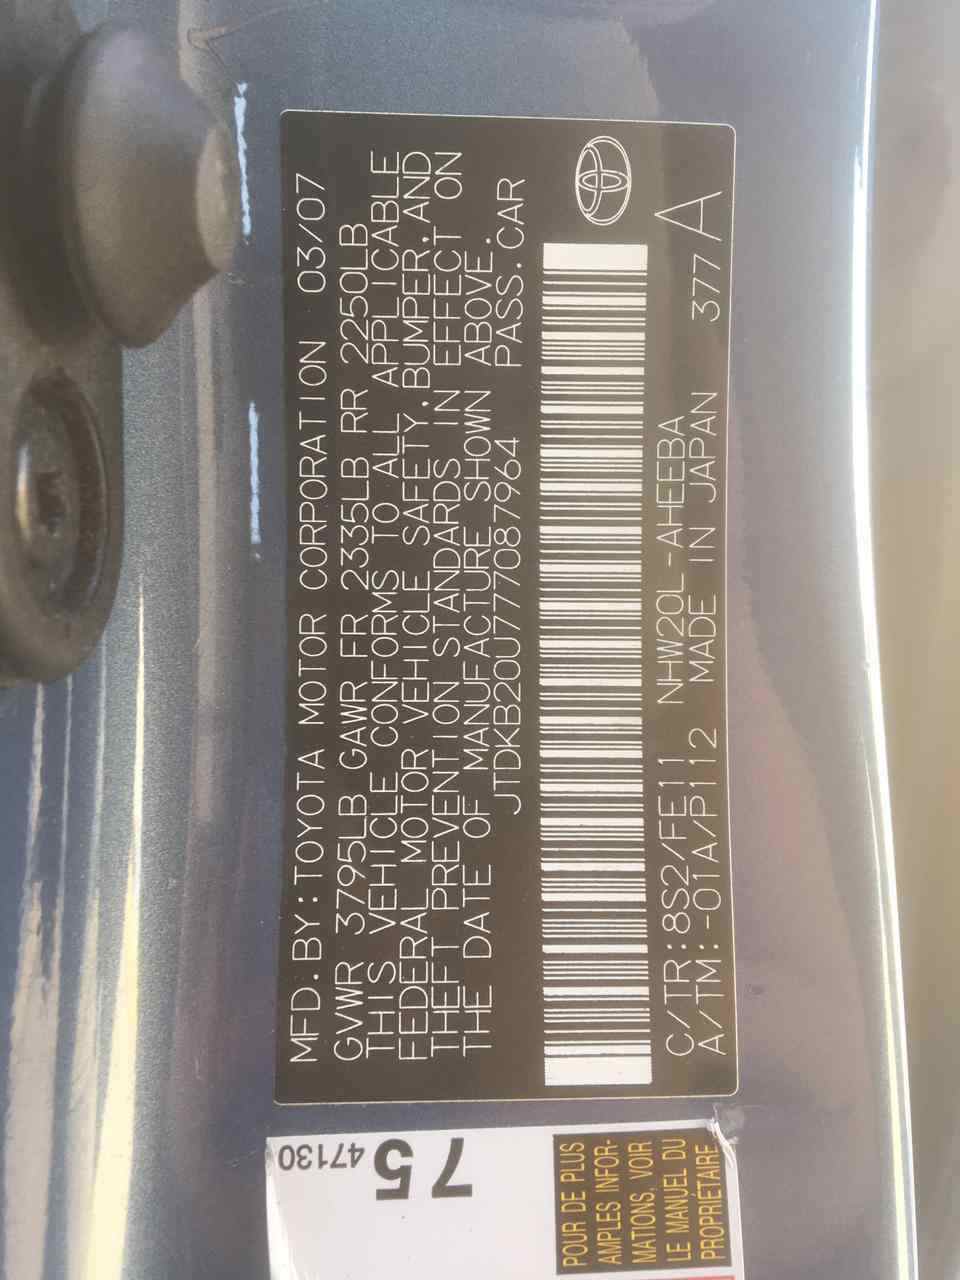 MFD.BY:TOYOTA MOTOR CORPORATION 03/07
GVWR 3795LB GAWR FR 2335LB RR 2250LB
THIS VEHICLE CONFORMS TO ALL APPLICABLE
FEDERAL MOTOR VEHICLE SAFETY,BUMPER,AND
THEFT PREVENTION STANDARDS IN EFFECT ON
THE DATE OF MANUFACTURE SHOWN ABOVE.
JTDKB20U777087964 PASS.CAR
C/TR:8S2/FE11 NHW20L-AHEEBA
A/TM:-01A/P112 MADE IN JAPAN 377 A
75
47130
POUR DE PLUS
AMPLES INFOR-
MATIONS, VOIR
LE MANUEL DU
PROPRIÉTAIRE